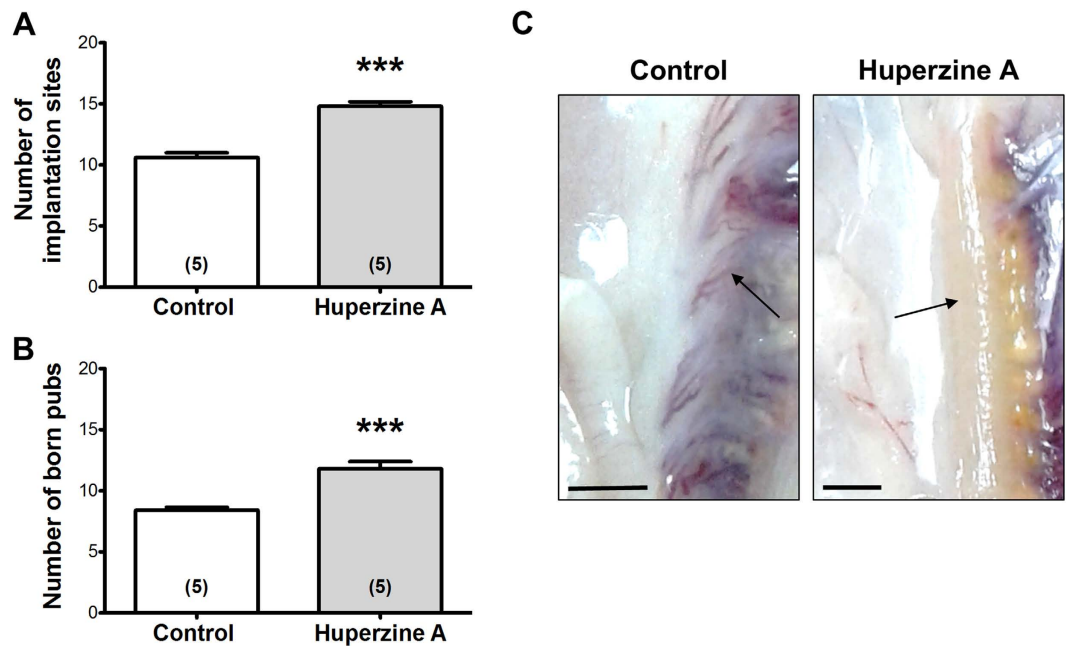 A
Number of
implantation sites
20
15
10
5
0
***
(5)
(5)
Control
Huperzine A
B
Number of born pubs
20
15
10
5
0
***
(5)
(5)
Control
Huperzine A
C
Control
Huperzine A